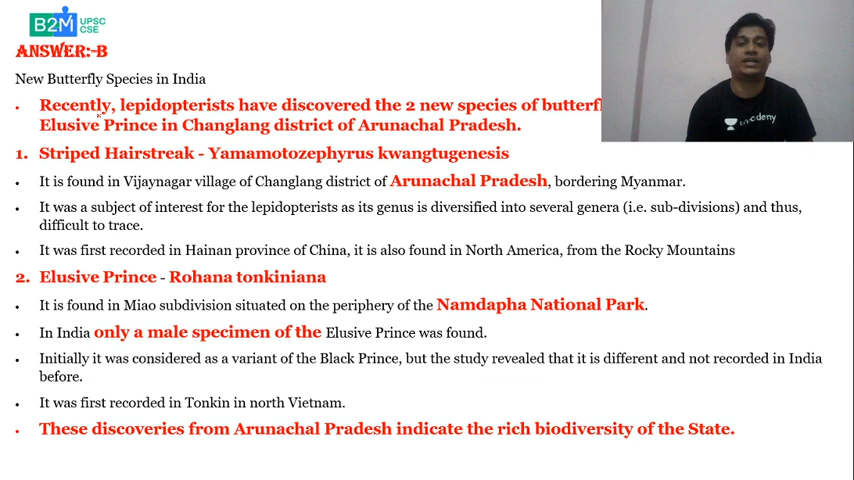 B2M UPSC
CSE
ANSWER:-B
New Butterfly Species in India
• Recently, lepidopterists have discovered the 2 new species of
Elusive Prince in Changlang district of Arunachal Pradesh.
1. Striped Hairstreak - Yamamotozephyrus kwangtugenesis
• It is found in Vijaynagar village of Changlang district of Arunachal Pradesh, bordering Myanmar.
• It was a subject of interest for the lepidopterists as its genus is diversified into several genera (i.e. sub-divisions) and thus,
difficult to trace.
• It was first recorded in Hainan province of China, it is also found in North America, from the Rocky Mountains
2. Elusive Prince - Rohana tonkiniana
• It is found in Miao subdivision situated on the periphery of the Namdapha National Park.
• In India only a male specimen of the Elusive Prince was found.
• Initially it was considered as a variant of the Black Prince, but the study revealed that it is different and not recorded in India
before.
• It was first recorded in Tonkin in north Vietnam.
• These discoveries from Arunachal Pradesh indicate the rich biodiversity of the State.